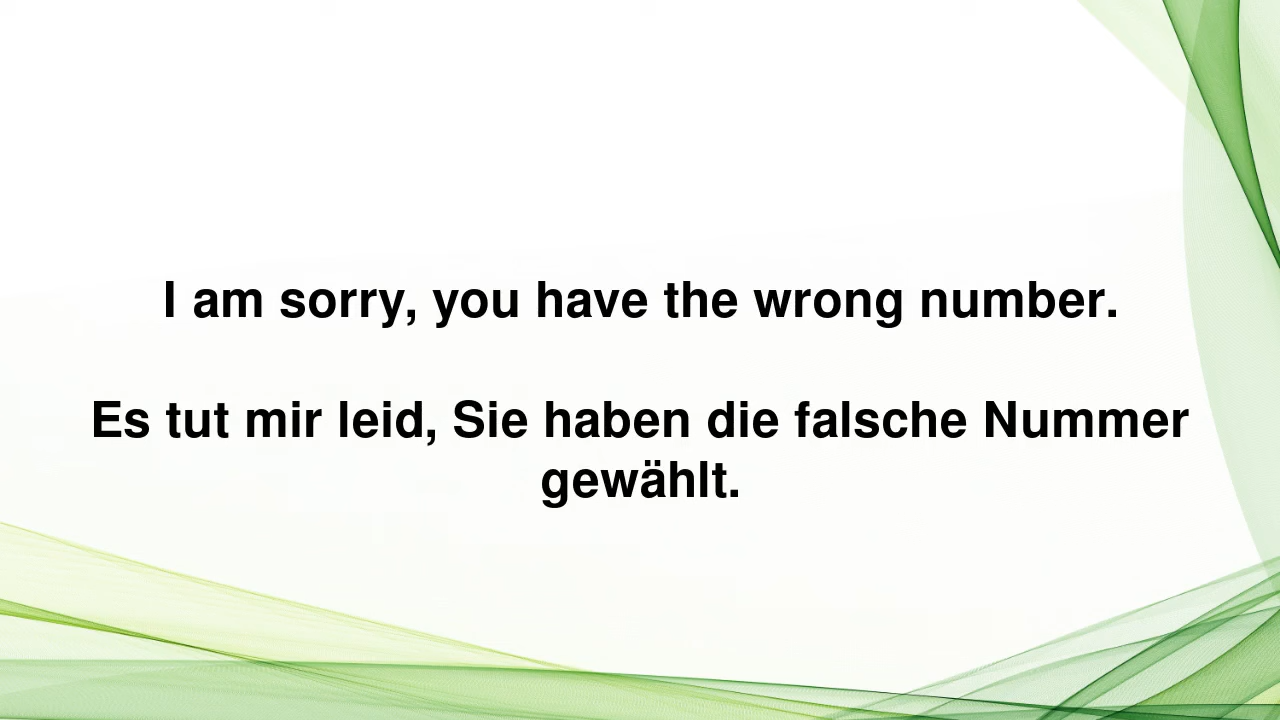 I am sorry, you have the wrong number.
Es tut mir leid, Sie haben die falsche Nummer
gewählt.